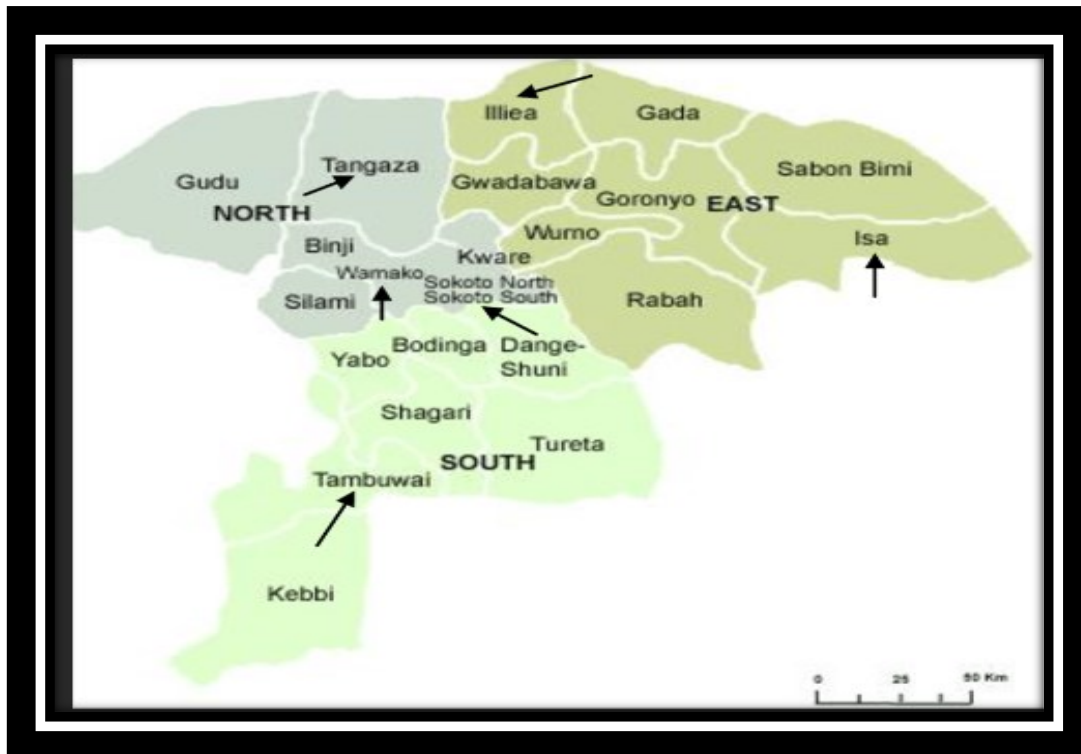 Illiea
Gada
Tangaza
Sabon Bimi
Gudu
Gwadabawa
NORTH
Goronyo
EAST
Binji
Wurno
Isa
Kware
Wamako
Sokoto North
Silami
Sokoto South
Rabah
Yabo
Bodinga
Dange-
Shuni
Shagari
Tureta
SOUTH
Tambuwai
Kebbi
0 25 50 Km